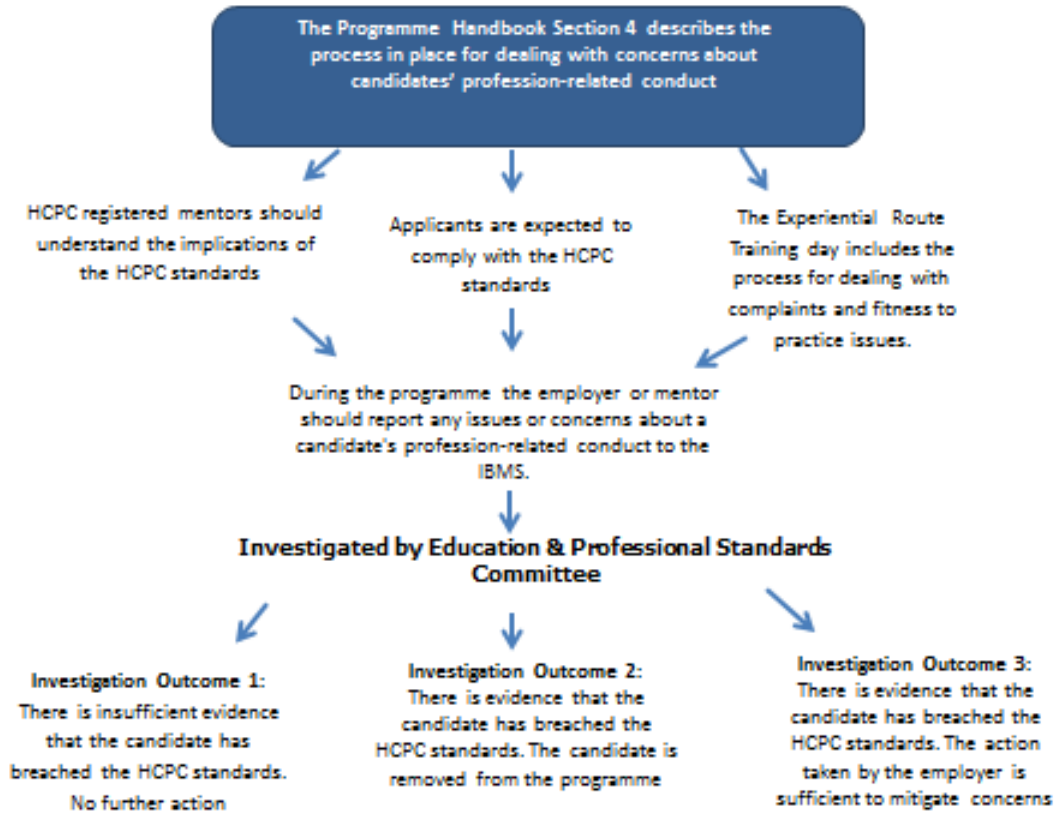 The Programme Handbook Section 4 describes the
process in place for dealing with concerns about
candidates' profession-related conduct
HCPC registered mentors should
understand the implications of
the HCPC standards
Applicants are expected to
comply with the HCPC
standards
The Experiential Route
Training day includes the
process for dealing with
complaints and fitness to
practice issues.
During the programme the employer or mentor
should report any issues or concerns about a
candidate's profession-related conduct to the
IBMS.
Investigated by Education & Professional Standards
Committee
Investigation Outcome 1:
There is insufficient evidence
that the candidate has
breached the HCPC standards.
No further action
Investigation Outcome 2:
There is evidence that the
candidate has breached the
HCPC standards. The candidate is
removed from the programme
Investigation Outcome 3:
There is evidence that the
candidate has breached the
HCPC standards. The action
taken by the employer is
sufficient to mitigate concerns